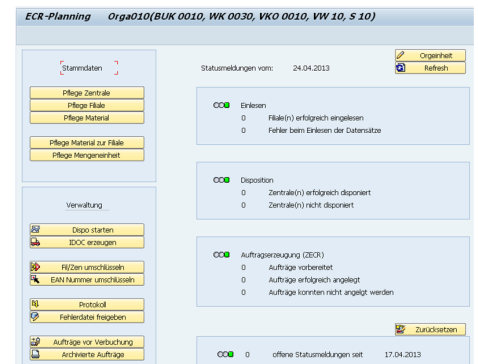 ECR-Planning Orga010(BUK 0010, WK 0030, VKO 0010, VW 10, S 10)
Stammdaten
Pflege Zentrale
Pflege Filiale
Pflege Material
Pflege Material zur Filiale
Pflege Mengeneinheit
Verwaltung
Dispo starten
IDOC erzeugen
Fil/Zen umschlüsseln
EAN Nummer umschlüsseln
Protokoll
Fehlerdatei freigeben
Aufträge vor Verbuchung
Archivierte Aufträge
Statusmeldungen vom: 24.04.2013
Orgeinheit
Refresh
Einlesen
0 Filiale(n) erfolgreich eingelesen
0 Fehler beim Einlesen der Datensätze
Disposition
0 Zentrale(n) erfolgreich disponiert
0 Zentrale(n) nicht disponiert
Auftragserzeugung (ZECR)
0 Aufträge vorbereitet
0 Aufträge erfolgreich angelegt
0 Aufträge konnten nicht angelgt werden
Zurücksetzen
0 offene Statusmeldungen seit 17.04.2013